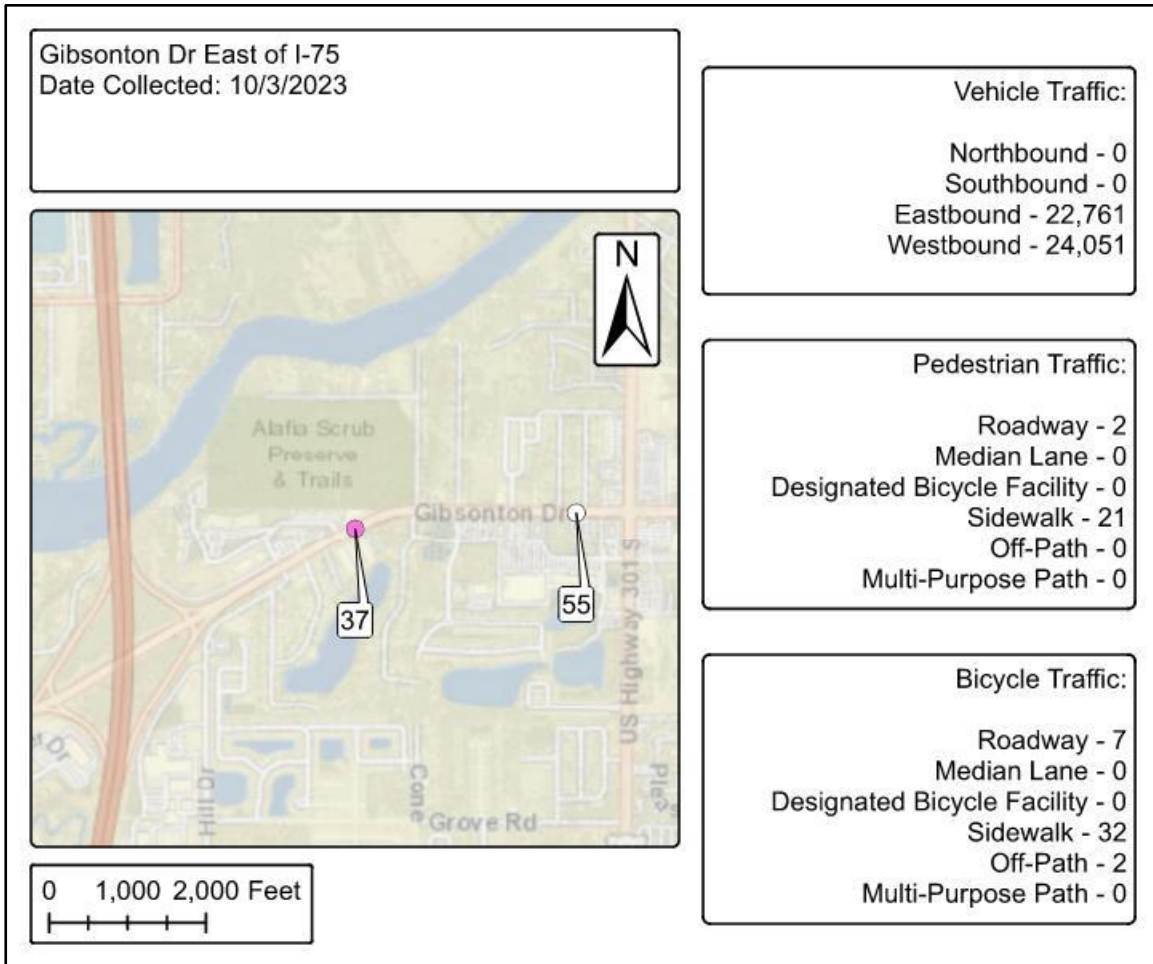 Gibsonton Dr East of I-75
Date Collected: 10/3/2023
Vehicle Traffic:
Northbound - 0
Southbound - 0
Eastbound - 22,761
Westbound - 24,051
N
Alafia Scrub
Preserve
& Trails
Gibsonton Dr
37
55
US Highway 301 S
Hill Dr
Cone
Grove Rd
Dr
Pedestrian Traffic:
Roadway - 2
Median Lane - 0
Designated Bicycle Facility - 0
Sidewalk - 21
Off-Path - 0
Multi-Purpose Path - 0
Bicycle Traffic:
Roadway - 7
Median Lane - 0
Designated Bicycle Facility - 0
Sidewalk - 32
Off-Path - 2
Multi-Purpose Path - 0
0 1,000 2,000 Feet